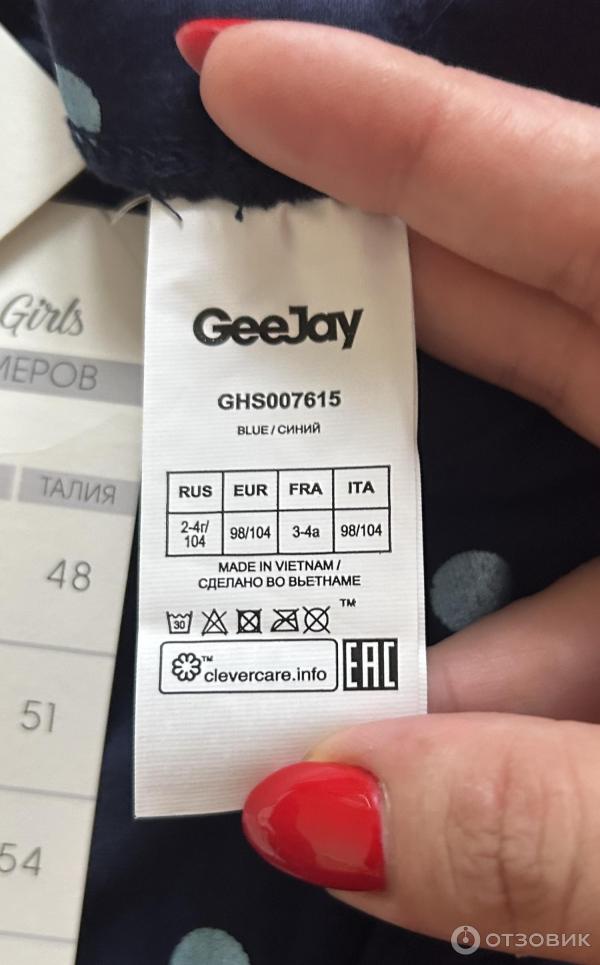 GeeJay
GHS007615
BLUE / СИНИЙ
RUS EUR FRA ITA
2-4г/ 104 98/104 3-4a 98/104
MADE IN VIETNAM /
СДЕЛАНО ВО ВЬЕТНАМЕ
30 ™
™ clevercare.info EAC
Girls
МЕРОВ
ТАЛИЯ
48
51
54
ОТЗОВИК